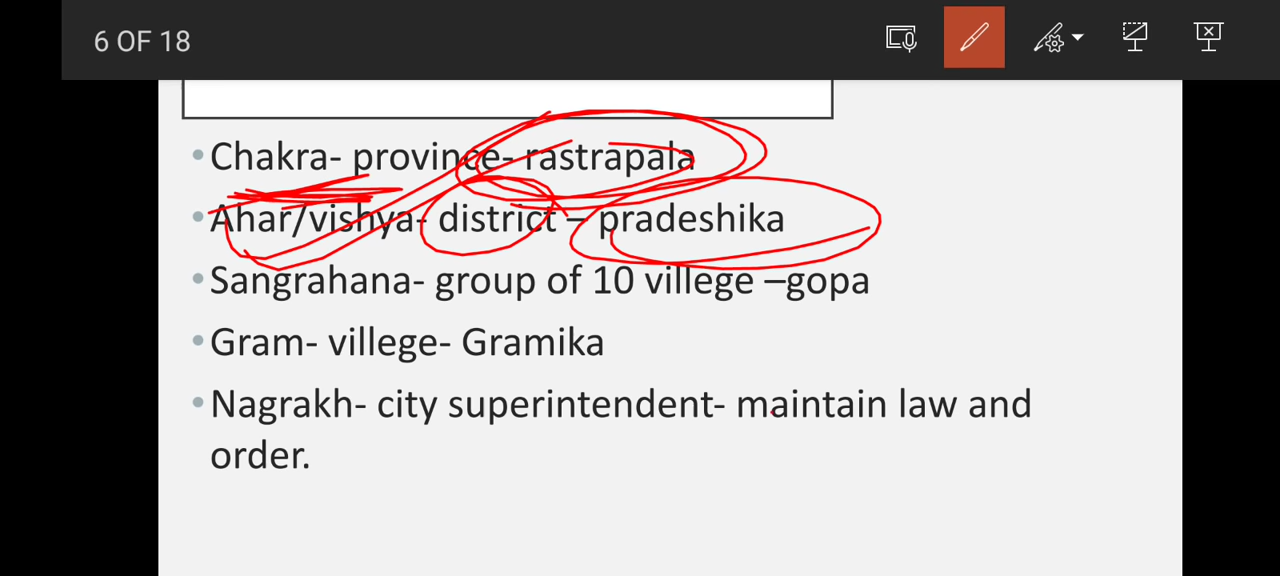 6 OF 18
•Chakra- province- rastrapala
•Ahar/vishya- district – pradeshika
•Sangrahana- group of 10 villege –gopa
•Gram- villege- Gramika
•Nagrakh- city superintendent- maintain law and
order.